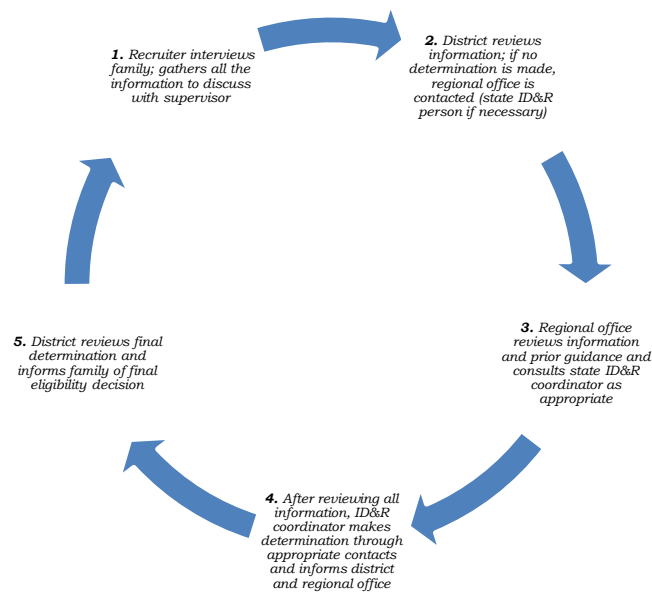 1. Recruiter interviews
family; gathers all the
information to discuss
with supervisor
2. District reviews
information; if no
determination is made,
regional office is
contacted (state ID&R
person if necessary)
3. Regional office
reviews information
and prior guidance and
consults state ID&R
coordinator as
appropriate
4. After reviewing all
information, ID&R
coordinator makes
determination through
appropriate contacts
and informs district
and regional office
5. District reviews final
determination and
informs family of final
eligibility decision